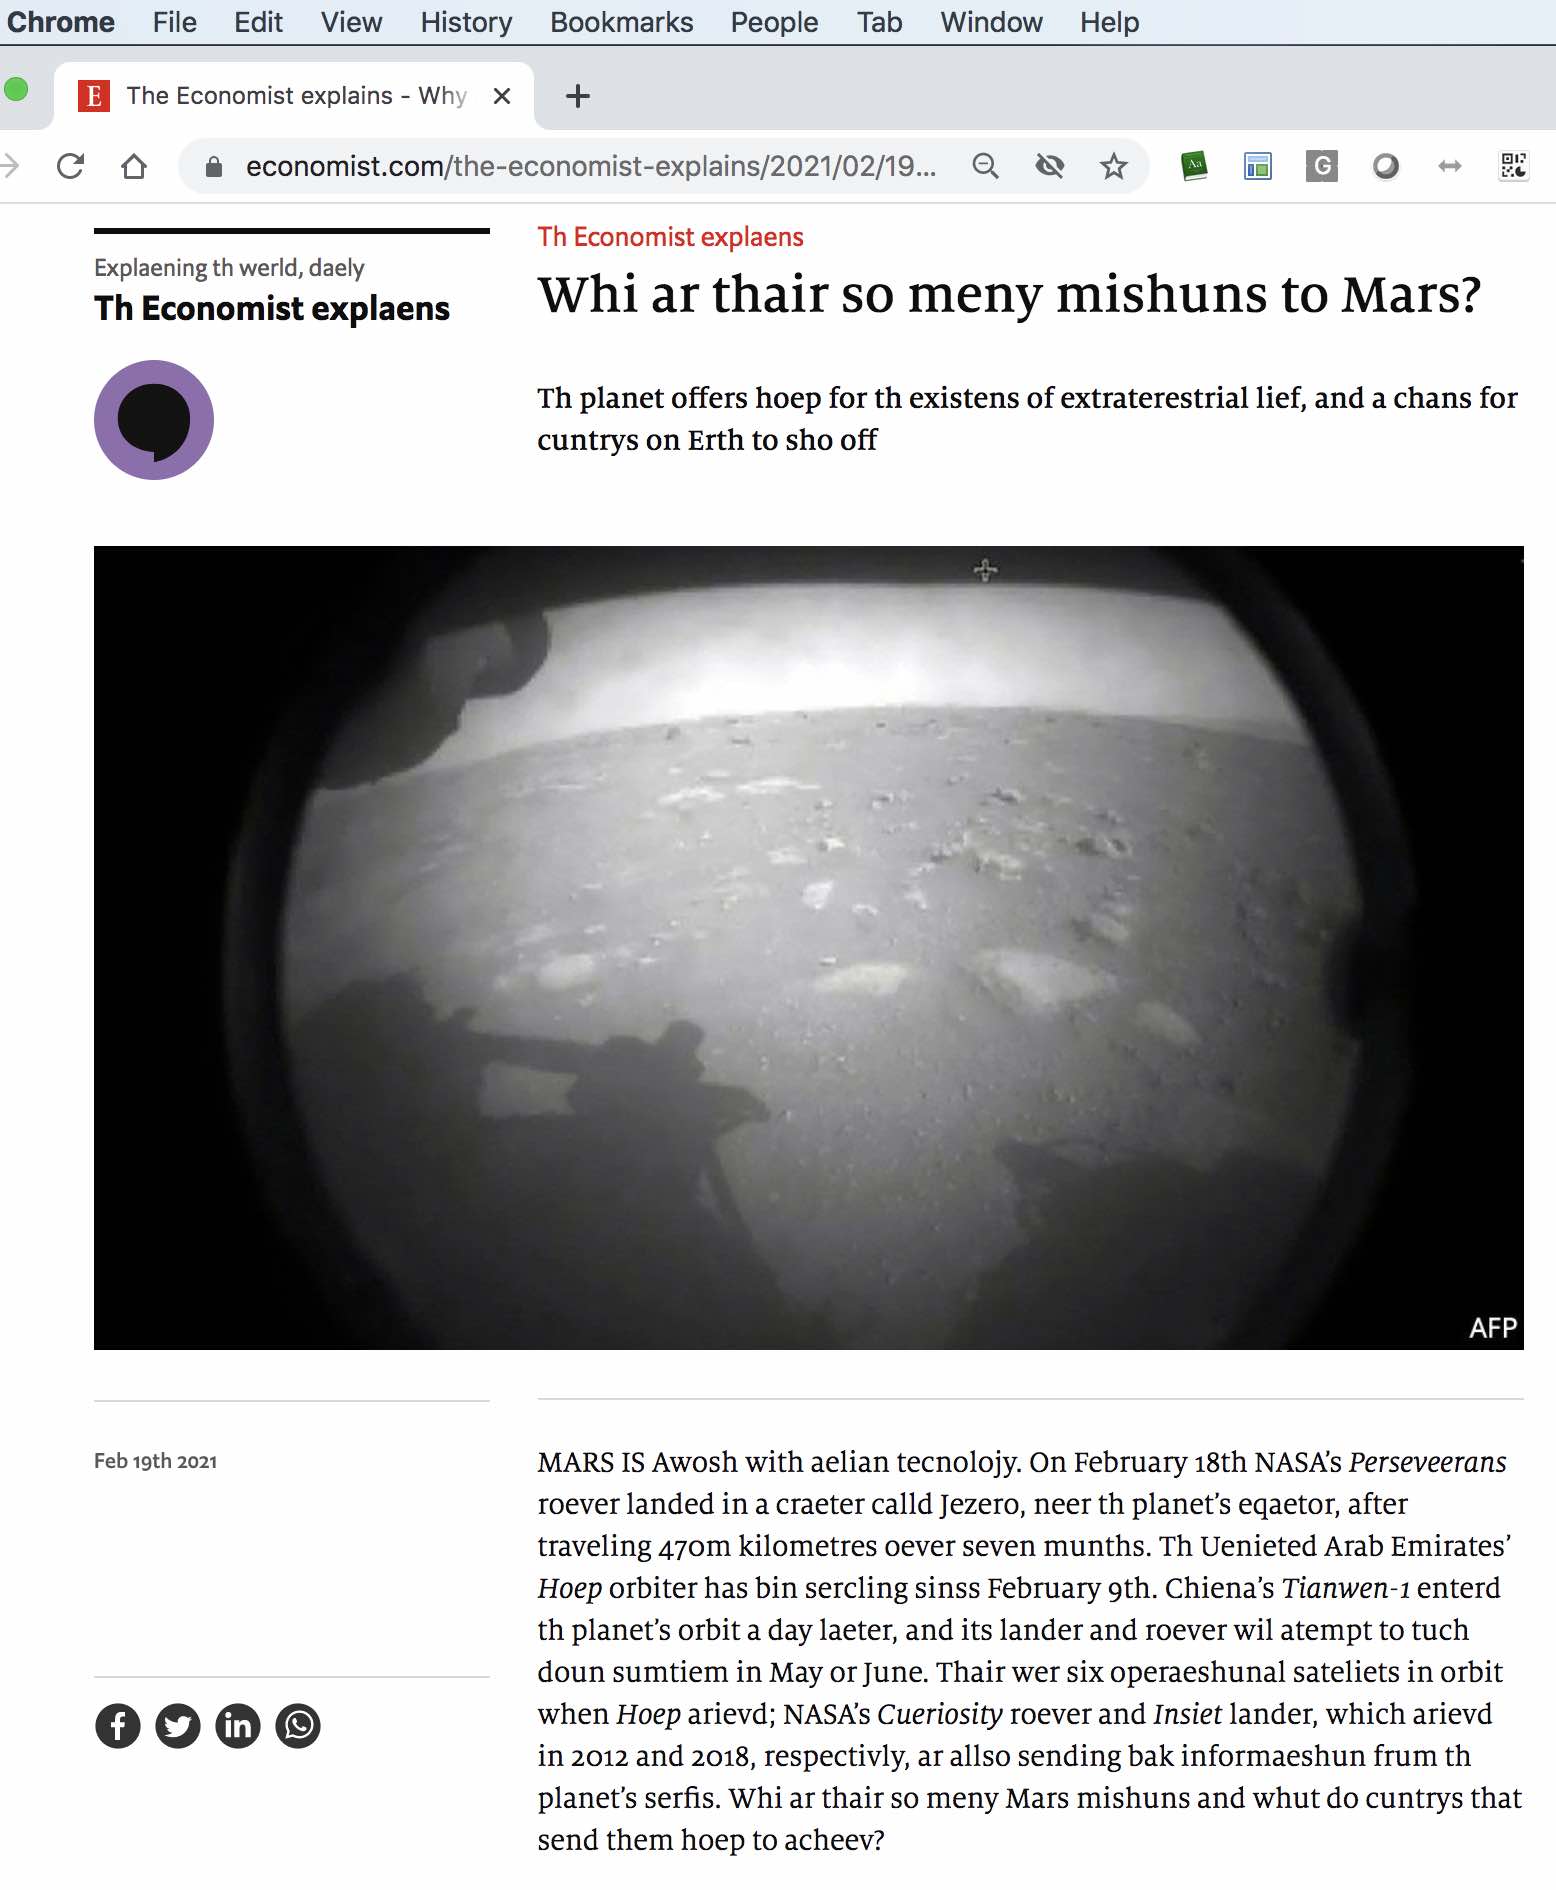 Chrome File Edit View History Bookmarks People Tab Window Help
The Economist explains - Why
economist.com/the-economist-explains/2021/02/19...
Aa
G
Explaening th werld, daely
Th Economist explaens
Th Economist explaens
Whi ar thair so meny mishuns to Mars?
Th planet offers hoep for th existens of extraterestrial lief, and a chans for
cuntrys on Erth to sho off
AFP
Feb 19th 2021
MARS IS Awosh with aelian tecnolojy. On February 18th NASA’s Perseveerans
roever landed in a craeter calld Jezero, neer th planet’s eqaetor, after
traveling 470m kilometres oever seven munths. Th Uenieted Arab Emirates’
Hoep orbiter has bin sercling sinss February 9th. Chiena’s Tianwen-1 enterd
th planet’s orbit a day laeter, and its lander and roever wil atempt to tuch
doun sumtiem in May or June. Thair wer six operaeshunal sateliets in orbit
when Hoep arievd; NASA’s Cueriosity roever and Insiet lander, which arievd
in 2012 and 2018, respectivly, ar allso sending bak informaeshun frum th
planet’s serfis. Whi ar thair so meny Mars mishuns and whut do cuntrys that
send them hoep to acheev?